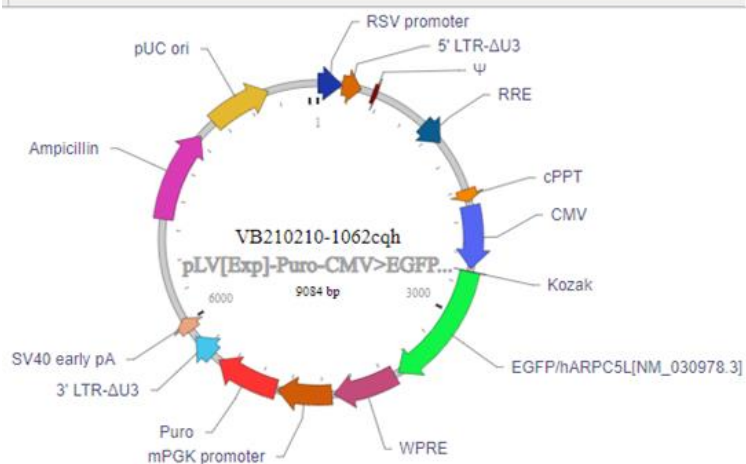 RSV promoter
5' LTR-ΔU3
Ψ
RRE
cPPT
CMV
Kozak
EGFP/hARPC5L[NM_030978.3]
WPRE
mPGK promoter
Puro
3' LTR-ΔU3
SV40 early pA
Ampicillin
pUC ori
1
VB210210-1062cqh
pLV[Exp]-Puro-CMV>EGFP...
9084 bp
3000
6000